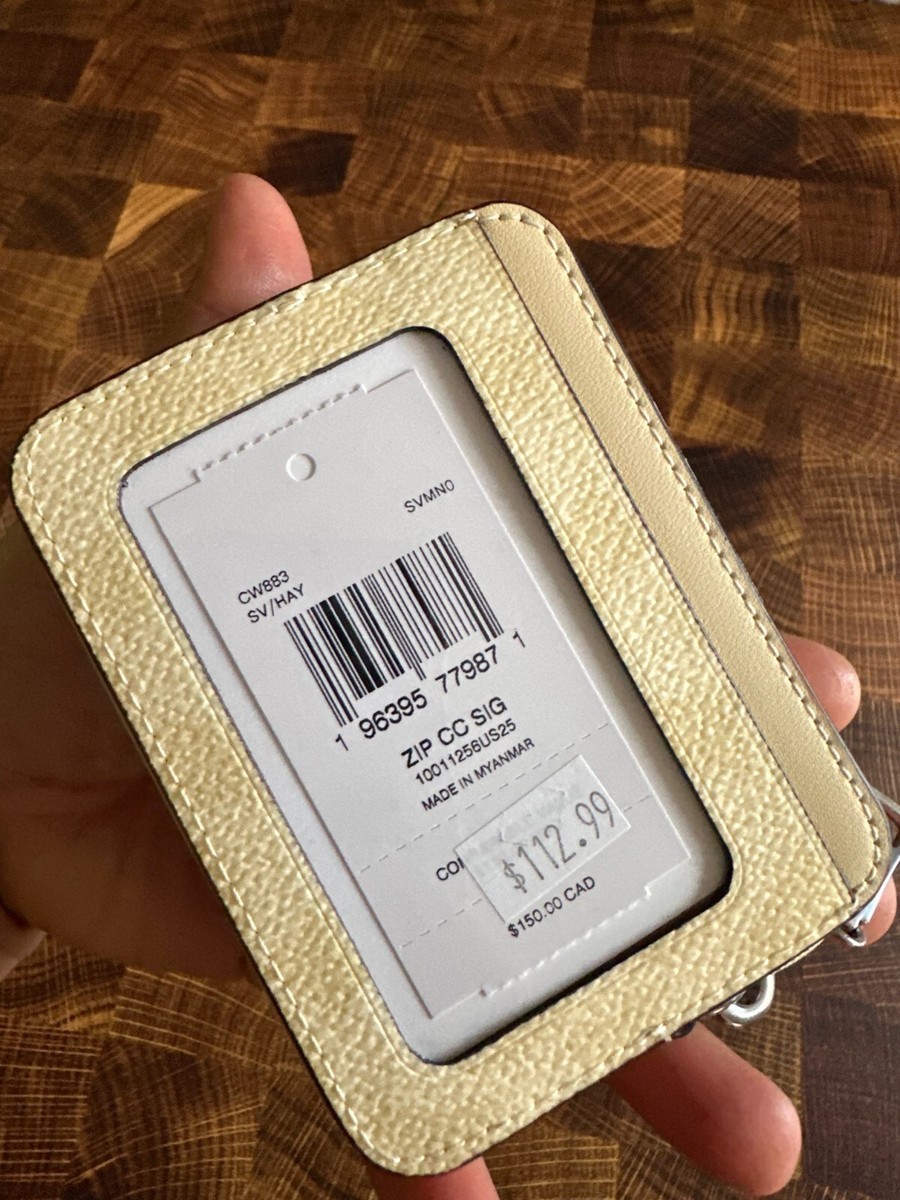 SVMN0
CW883
SV/HAY
1 96395 77987 1
ZIP CC SIG
10011256US25
MADE IN MYANMAR
$112.99
$150.00 CAD